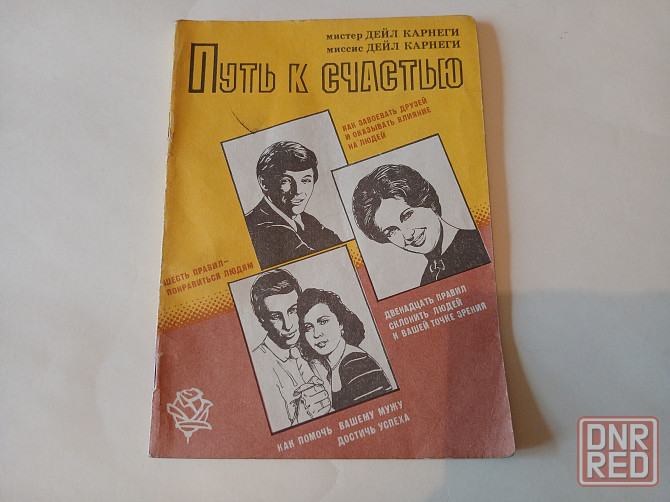 мистер ДЕЙЛ КАРНЕГИ
миссис ДЕЙЛ КАРНЕГИ
ПУТЬ К СЧАСТЬЮ
КАК ЗАВОЕВАТЬ ДРУЗЕЙ
И ОКАЗЫВАТЬ ВЛИЯНИЕ
НА ЛЮДЕЙ
ШЕСТЬ ПРАВИЛ–
ПОНРАВИТЬСЯ ЛЮДЯМ
ДВЕНАДЦАТЬ ПРАВИЛ
СКЛОНИТЬ ЛЮДЕЙ
К ВАШЕЙ ТОЧКЕ ЗРЕНИЯ
КАК ПОМОЧЬ ВАШЕМУ МУЖУ
ДОСТИЧЬ УСПЕХА
DNR
RED